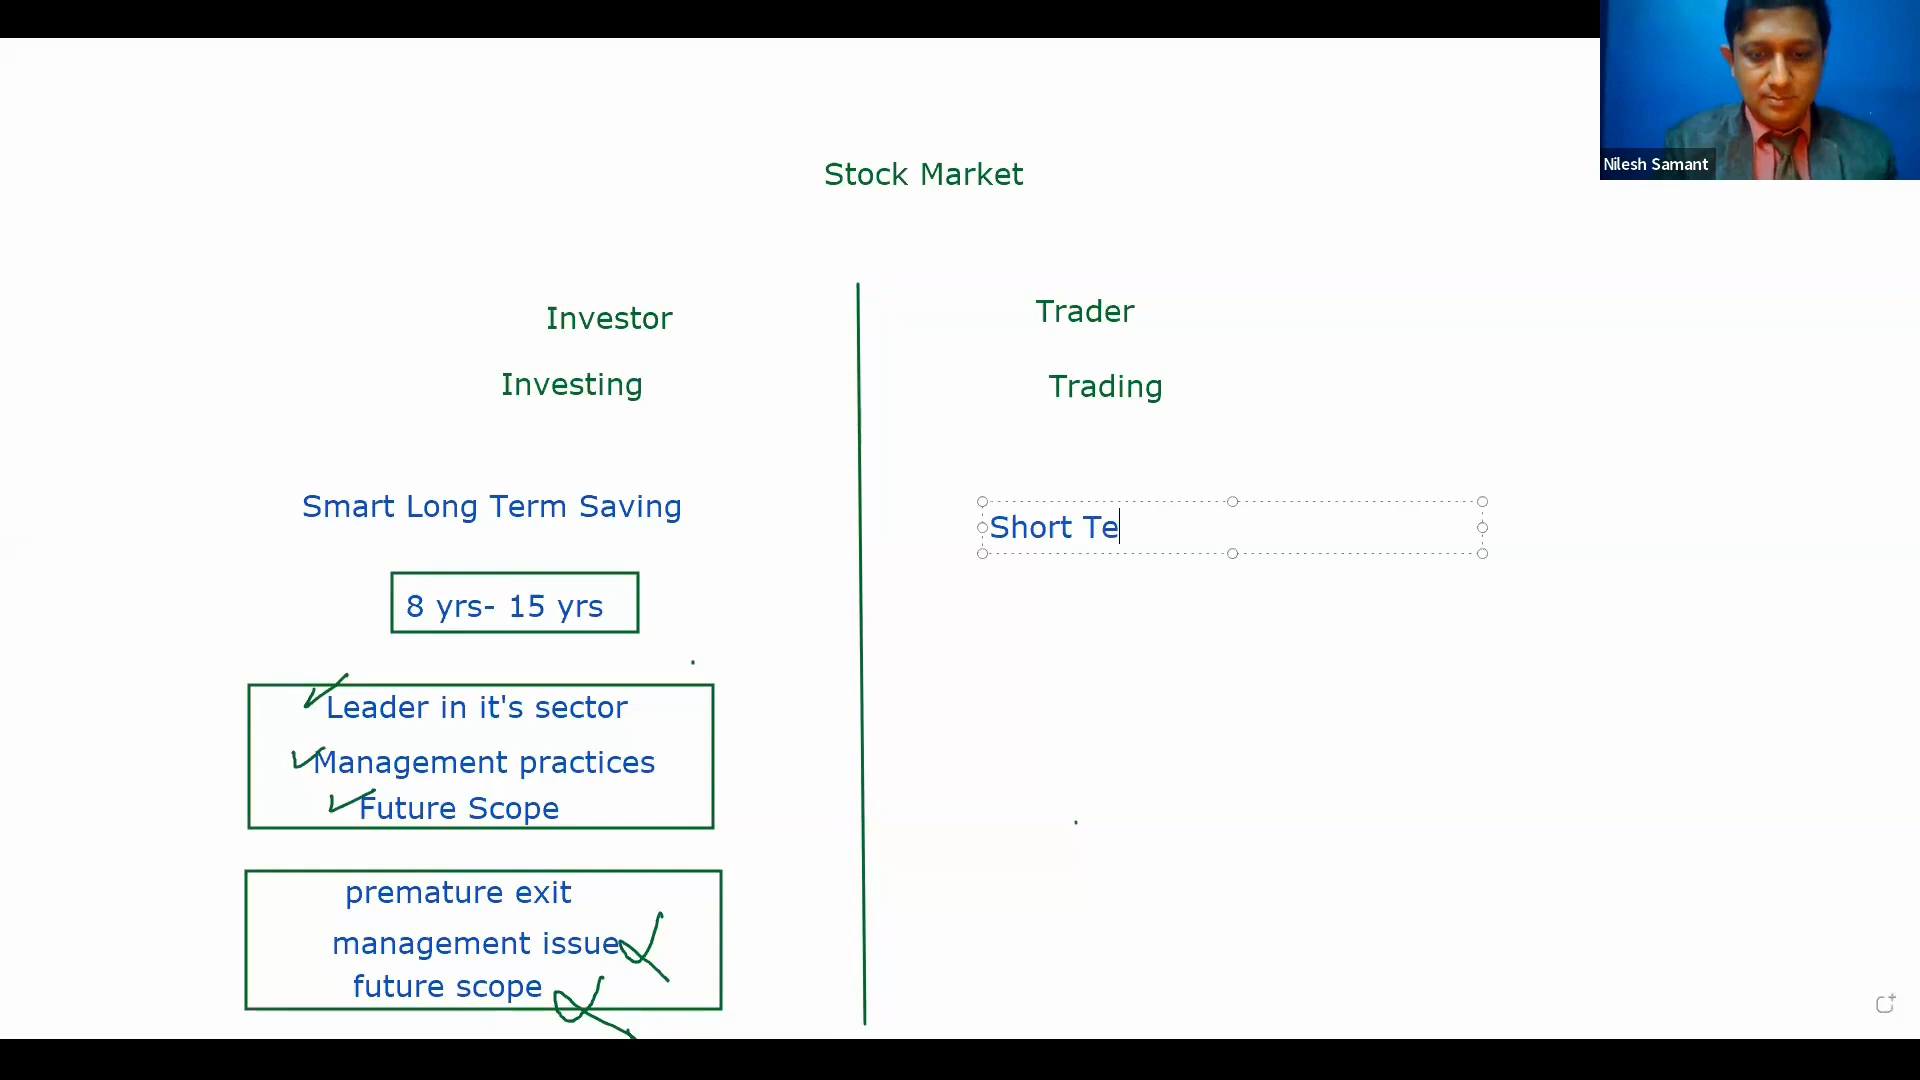 Nilesh Samant
Stock Market
Investor
Investing
Smart Long Term Saving
8 yrs- 15 yrs
Leader in it's sector
Management practices
Future Scope
premature exit
management issue
future scope
Trader
Trading
Short Te